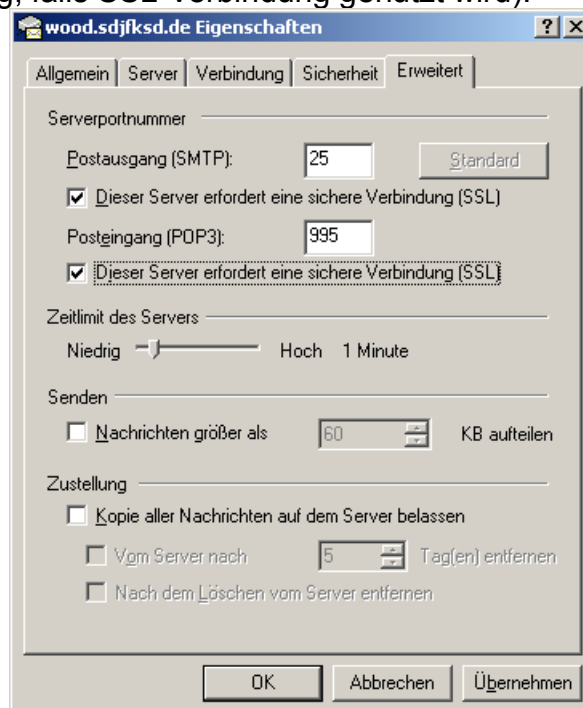 g, falls SSL-Verbindung genutzt wird).
wood.sdjfksd.de Eigenschaften
Allgemein Server Verbindung Sicherheit Erweitert
Serverportnummer
Postausgang (SMTP): 25 Standard
Dieser Server erfordert eine sichere Verbindung (SSL)
Posteingang (POP3): 995
Dieser Server erfordert eine sichere Verbindung (SSL)
Zeitlimit des Servers
Niedrig Hoch 1 Minute
Senden
Nachrichten größer als 60 KB aufteilen
Zustellung
Kopie aller Nachrichten auf dem Server belassen
Vom Server nach 5 Tag(en) entfernen
Nach dem Löschen vom Server entfernen
OK Abbrechen Übernehmen